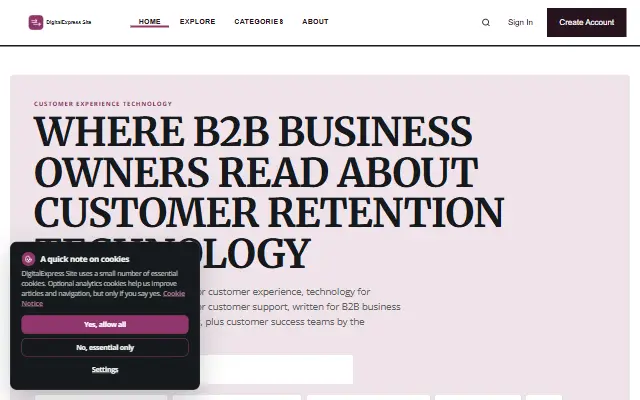 DigitalExpress Site
HOME
EXPLORE
CATEGORIES
ABOUT
Sign In
Create Account
CUSTOMER EXPERIENCE TECHNOLOGY
WHERE B2B BUSINESS
OWNERS READ ABOUT
CUSTOMER RETENTION
TECHNOLOGY
or customer experience, technology for
or customer support, written for B2B business
, plus customer success teams by the
A quick note on cookies
DigitalExpress Site uses a small number of essential
cookies. Optional analytics cookies help us improve
articles and navigation, but only if you say yes. Cookie
Notice
Yes, allow all
No, essential only
Settings